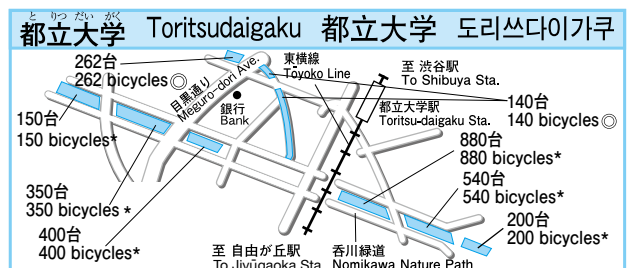 と りつ だい がく
都立大学 Toritsudaigaku 都立大学 도리쓰다이가쿠
262台
262 bicycles◎
目黒通り
Meguro-dori Ave.
東横線
Toyoko Line
至 渋谷駅
To Shibuya Sta.
銀行
Bank
都立大学駅
Toritsu-daigaku Sta.
140台
140 bicycles◎
150台
150 bicycles*
880台
880 bicycles*
350台
350 bicycles *
540台
540 bicycles*
400台
400 bicycles*
200台
200 bicycles*
至 自由が丘駅
To Jiyūgaoka Sta.
呑川緑道
Nomikawa Nature Path